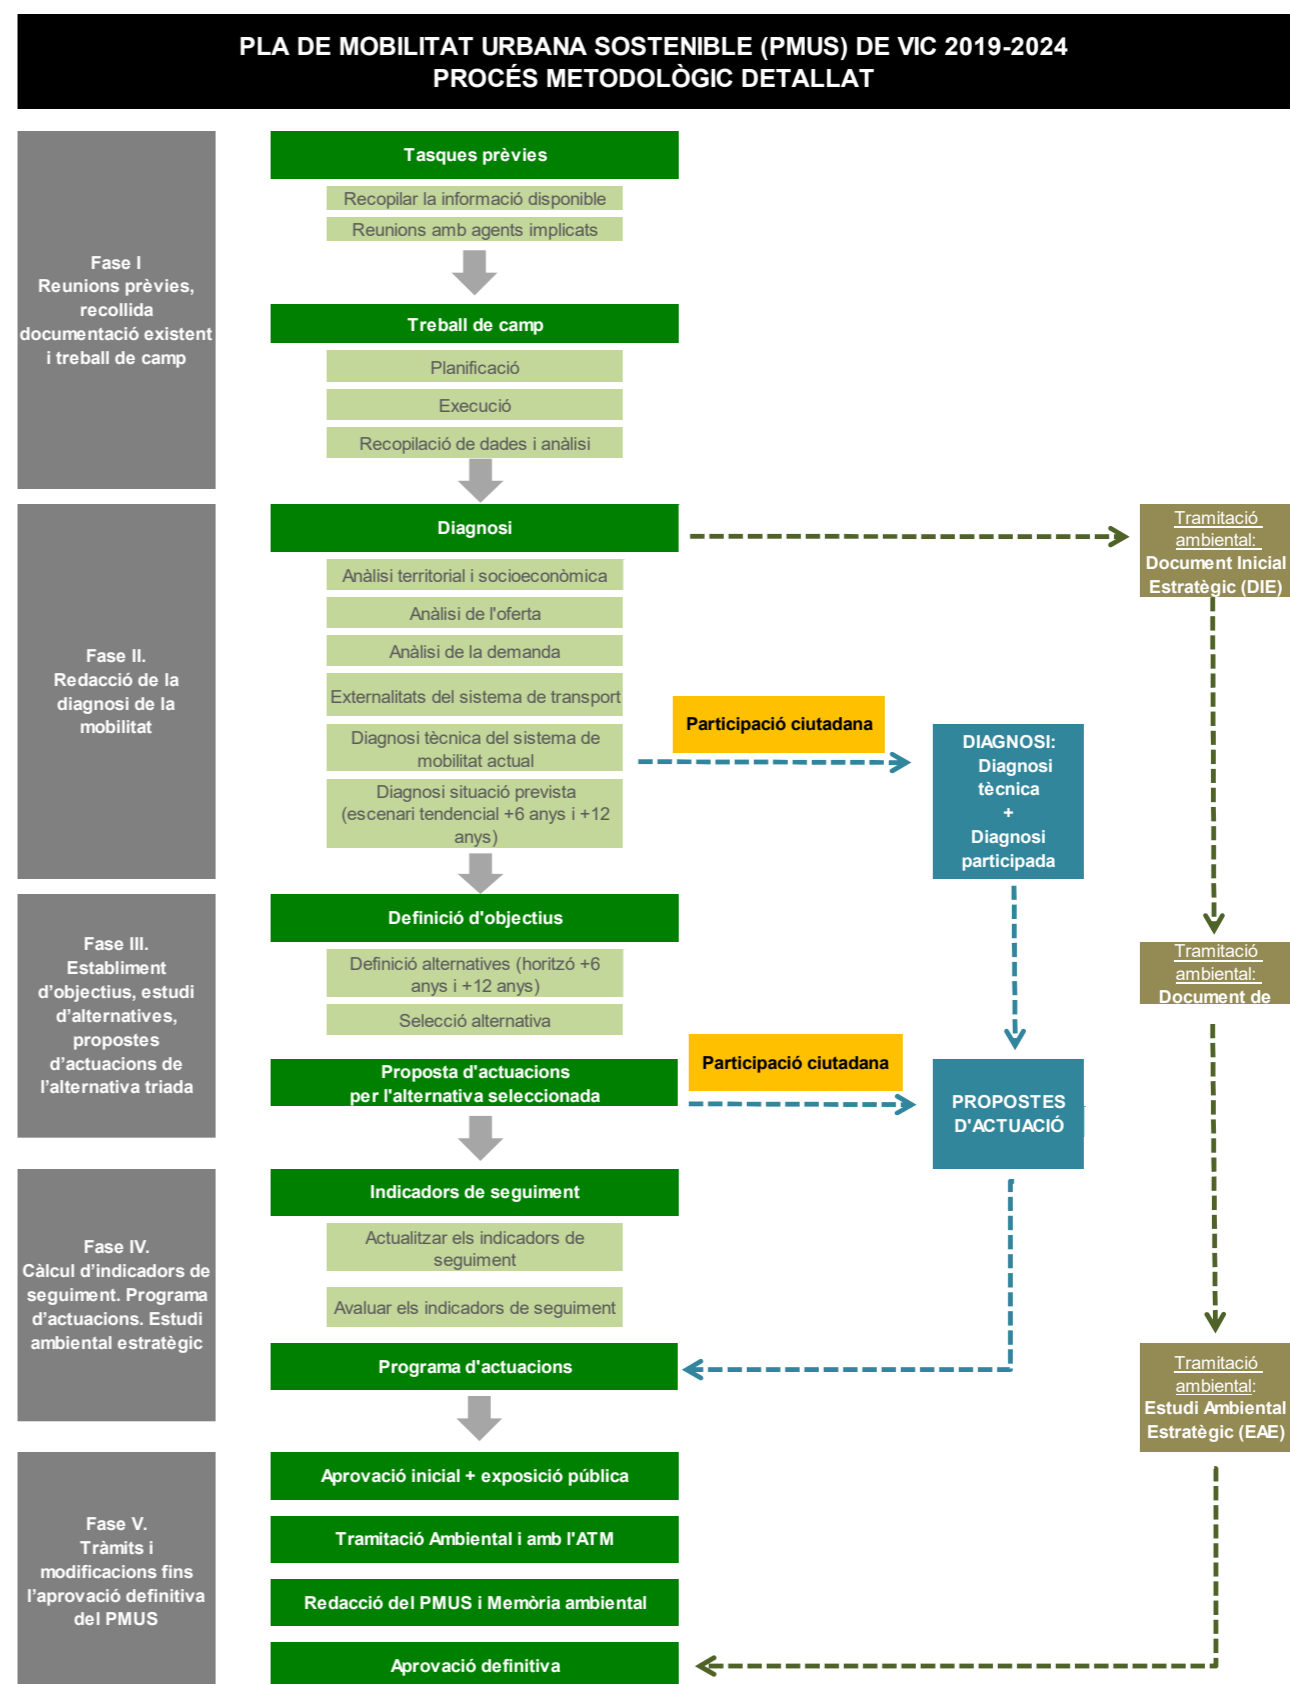 PLA DE MOBILITAT URBANA SOSTENIBLE (PMUS) DE VIC 2019-2024
PROCÉS METODOLÒGIC DETALLAT
Fase I
Reunions prèvies,
recollida
documentació existent
i treball de camp
Tasques prèvies
Recopilar la informació disponible
Reunions amb agents implicats
Treball de camp
Planificació
Execució
Recopilació de dades i anàlisi
Fase II.
Redacció de la
diagnosi de la
mobilitat
Diagnosi
Anàlisi territorial i socioeconòmica
Anàlisi de l'oferta
Anàlisi de la demanda
Externalitats del sistema de transport
Diagnosi tècnica del sistema de
mobilitat actual
Diagnosi situació prevista
(escenari tendencial +6 anys i +12
anys)
Participació ciutadana
DIAGNOSI:
Diagnosi
tècnica
+
Diagnosi
participada
Tramitació
ambiental:
Document Inicial
Estratègic (DIE)
Fase III.
Establiment
d’objectius, estudi
d’alternatives,
propostes
d’actuacions de
l’alternativa triada
Definició d'objectius
Definició alternatives (horitzó +6
anys i +12 anys)
Selecció alternativa
Proposta d'actuacions
per l'alternativa seleccionada
Participació ciutadana
PROPOSTES
D'ACTUACIÓ
Tramitació
ambiental:
Document de
Fase IV.
Càlcul d’indicadors de
seguiment. Programa
d’actuacions. Estudi
ambiental estratègic
Indicadors de seguiment
Actualitzar els indicadors de
seguiment
Avaluar els indicadors de seguiment
Programa d'actuacions
Tramitació
ambiental:
Estudi Ambiental
Estratègic (EAE)
Fase V.
Tràmits i
modificacions fins
l’aprovació definitiva
del PMUS
Aprovació inicial + exposició pública
Tramitació Ambiental i amb l'ATM
Redacció del PMUS i Memòria ambiental
Aprovació definitiva